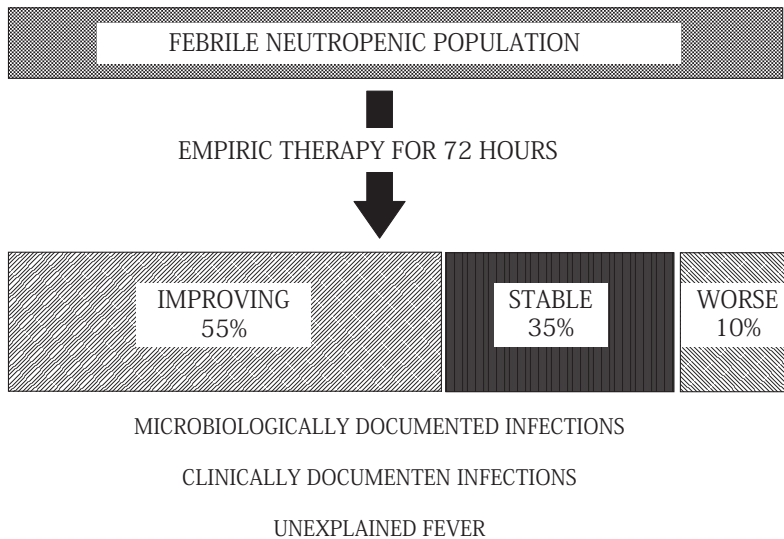 FEBRILE NEUTROPENIC POPULATION
EMPIRIC THERAPY FOR 72 HOURS
IMPROVING
55%
STABLE
35%
WORSE
10%
MICROBIOLOGICALLY DOCUMENTED INFECTIONS
CLINICALLY DOCUMENTEN INFECTIONS
UNEXPLAINED FEVER